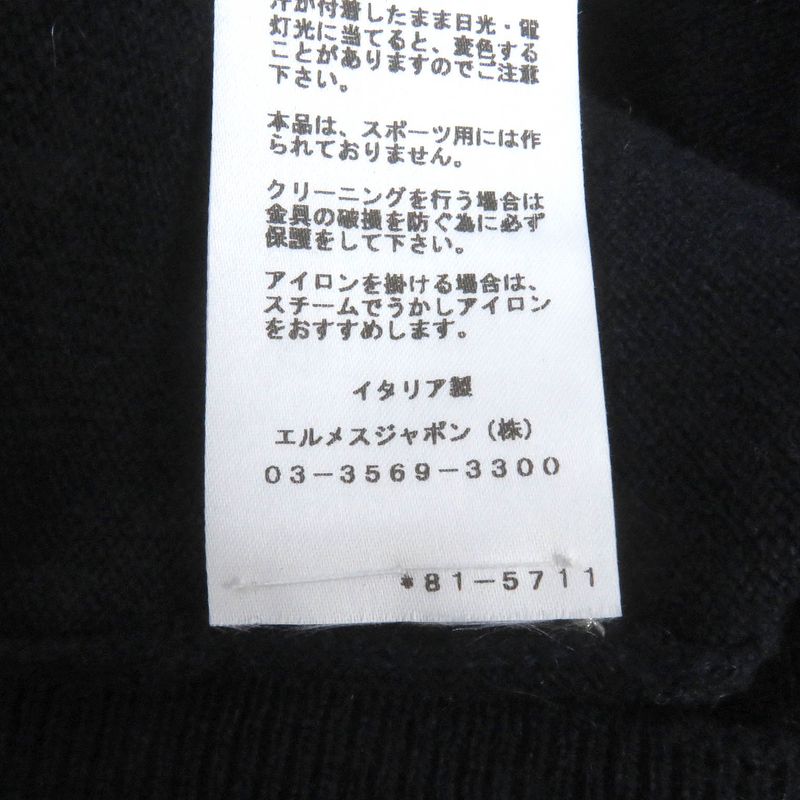 汗が付着したまま日光・電
灯光に当てると、変色する
ことがありますのでご注意
下さい。
本品は、スポーツ用には作
られておりません。
クリーニングを行う場合は
金具の破損を防ぐ為に必ず
保護をして下さい。
アイロンを掛ける場合は、
スチームでうかしアイロン
をおすすめします。
イタリア製
エルメスジャポン（株）
03-3569-3300
*81-5711